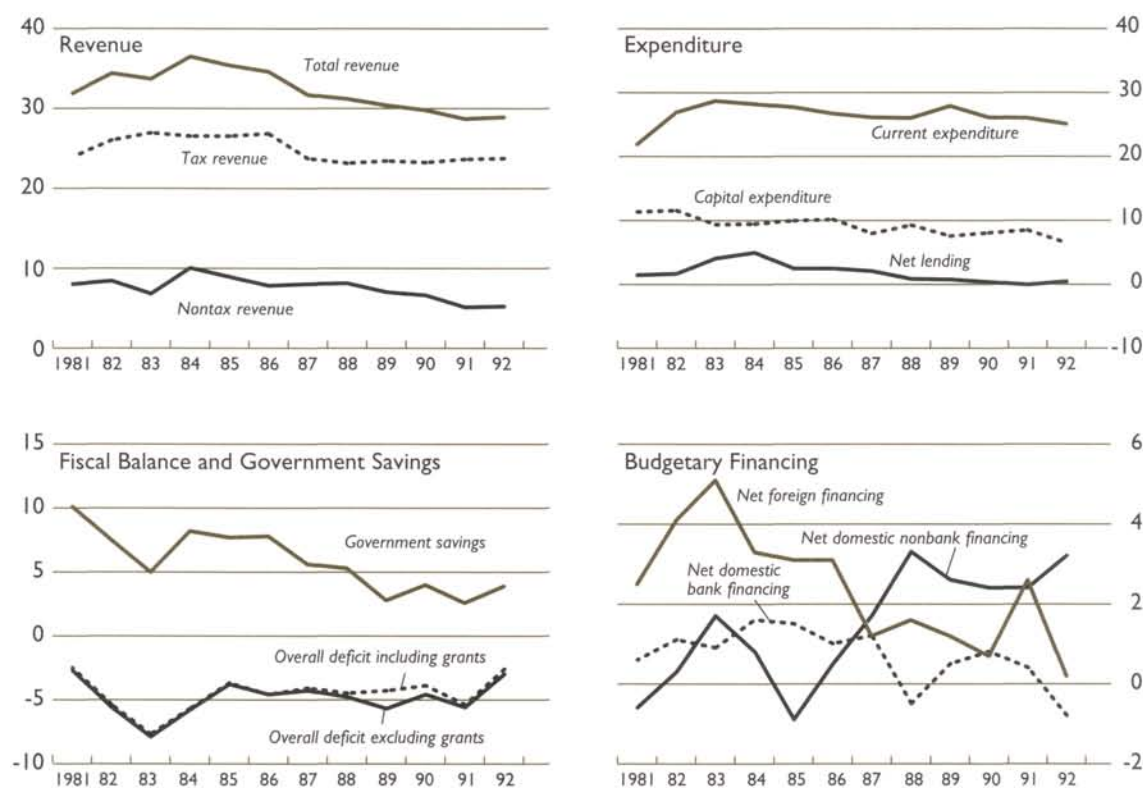 40
Revenue
Total revenue
30
Tax revenue
20
10
Nontax revenue
0
1981 82 83 84 85 86 87 88 89 90 91 92
40
Expenditure
30
Current expenditure
20
Capital expenditure
10
Net lending
0
-10
1981 82 83 84 85 86 87 88 89 90 91 92
15
Fiscal Balance and Government Savings
10
Government savings
5
0
Overall deficit including grants
-5
Overall deficit excluding grants
-10
1981 82 83 84 85 86 87 88 89 90 91 92
6
Budgetary Financing
Net foreign financing
4
Net domestic nonbank financing
Net domestic
bank financing
2
0
-2
1981 82 83 84 85 86 87 88 89 90 91 92